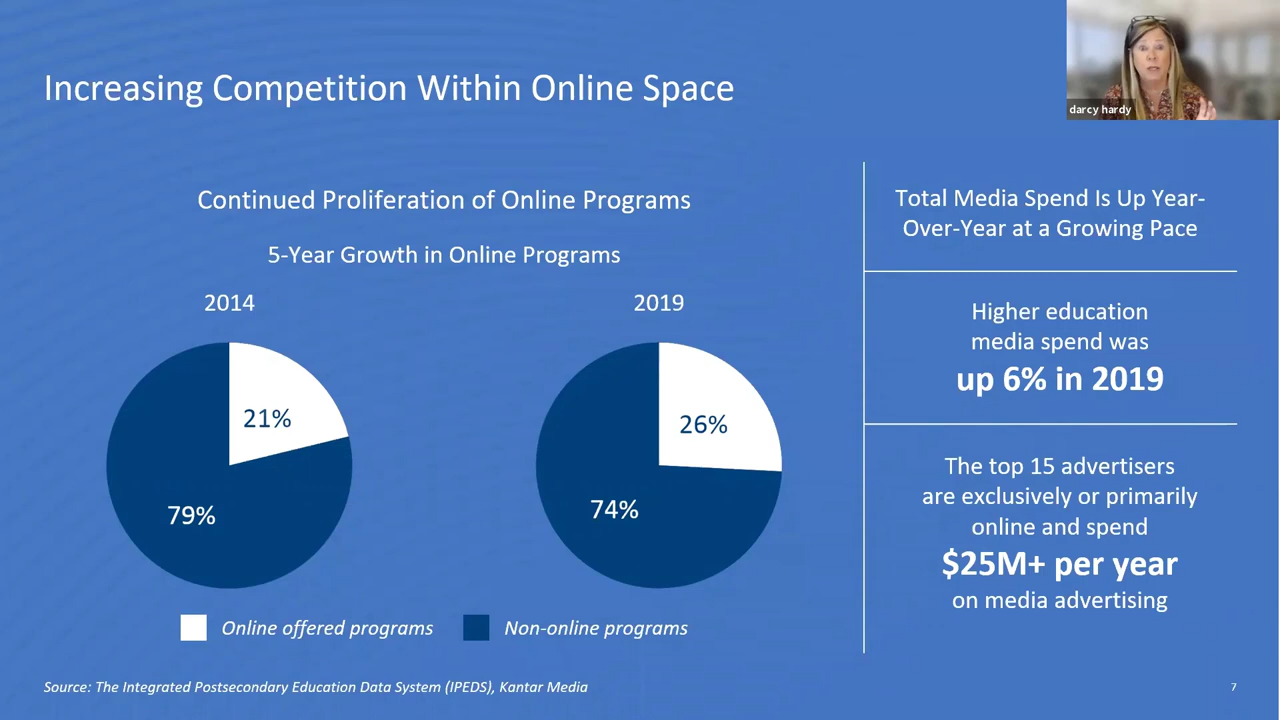 Increasing Competition Within Online Space
darcy hardy
Continued Proliferation of Online Programs
5-Year Growth in Online Programs
2014
2019
21%
79%
26%
74%
Online offered programs
Non-online programs
Total Media Spend Is Up Year-
Over-Year at a Growing Pace
Higher education
media spend was
up 6% in 2019
The top 15 advertisers
are exclusively or primarily
online and spend
$25M+ per year
on media advertising
Source: The Integrated Postsecondary Education Data System (IPEDS), Kantar Media
7